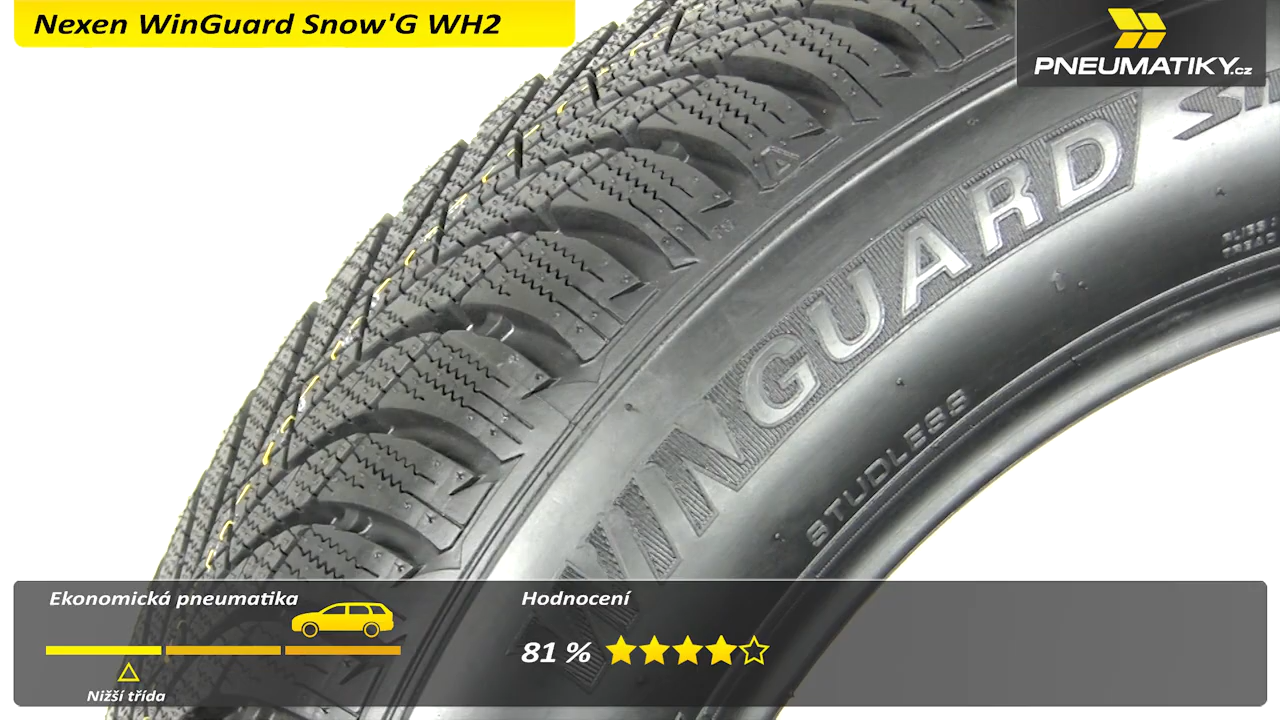 Nexen WinGuard Snow'G WH2
PNEUMATIKY.cz
WINGUARD
STUDLESS
Ekonomická pneumatika
Nižší třída
Hodnocení
81 %